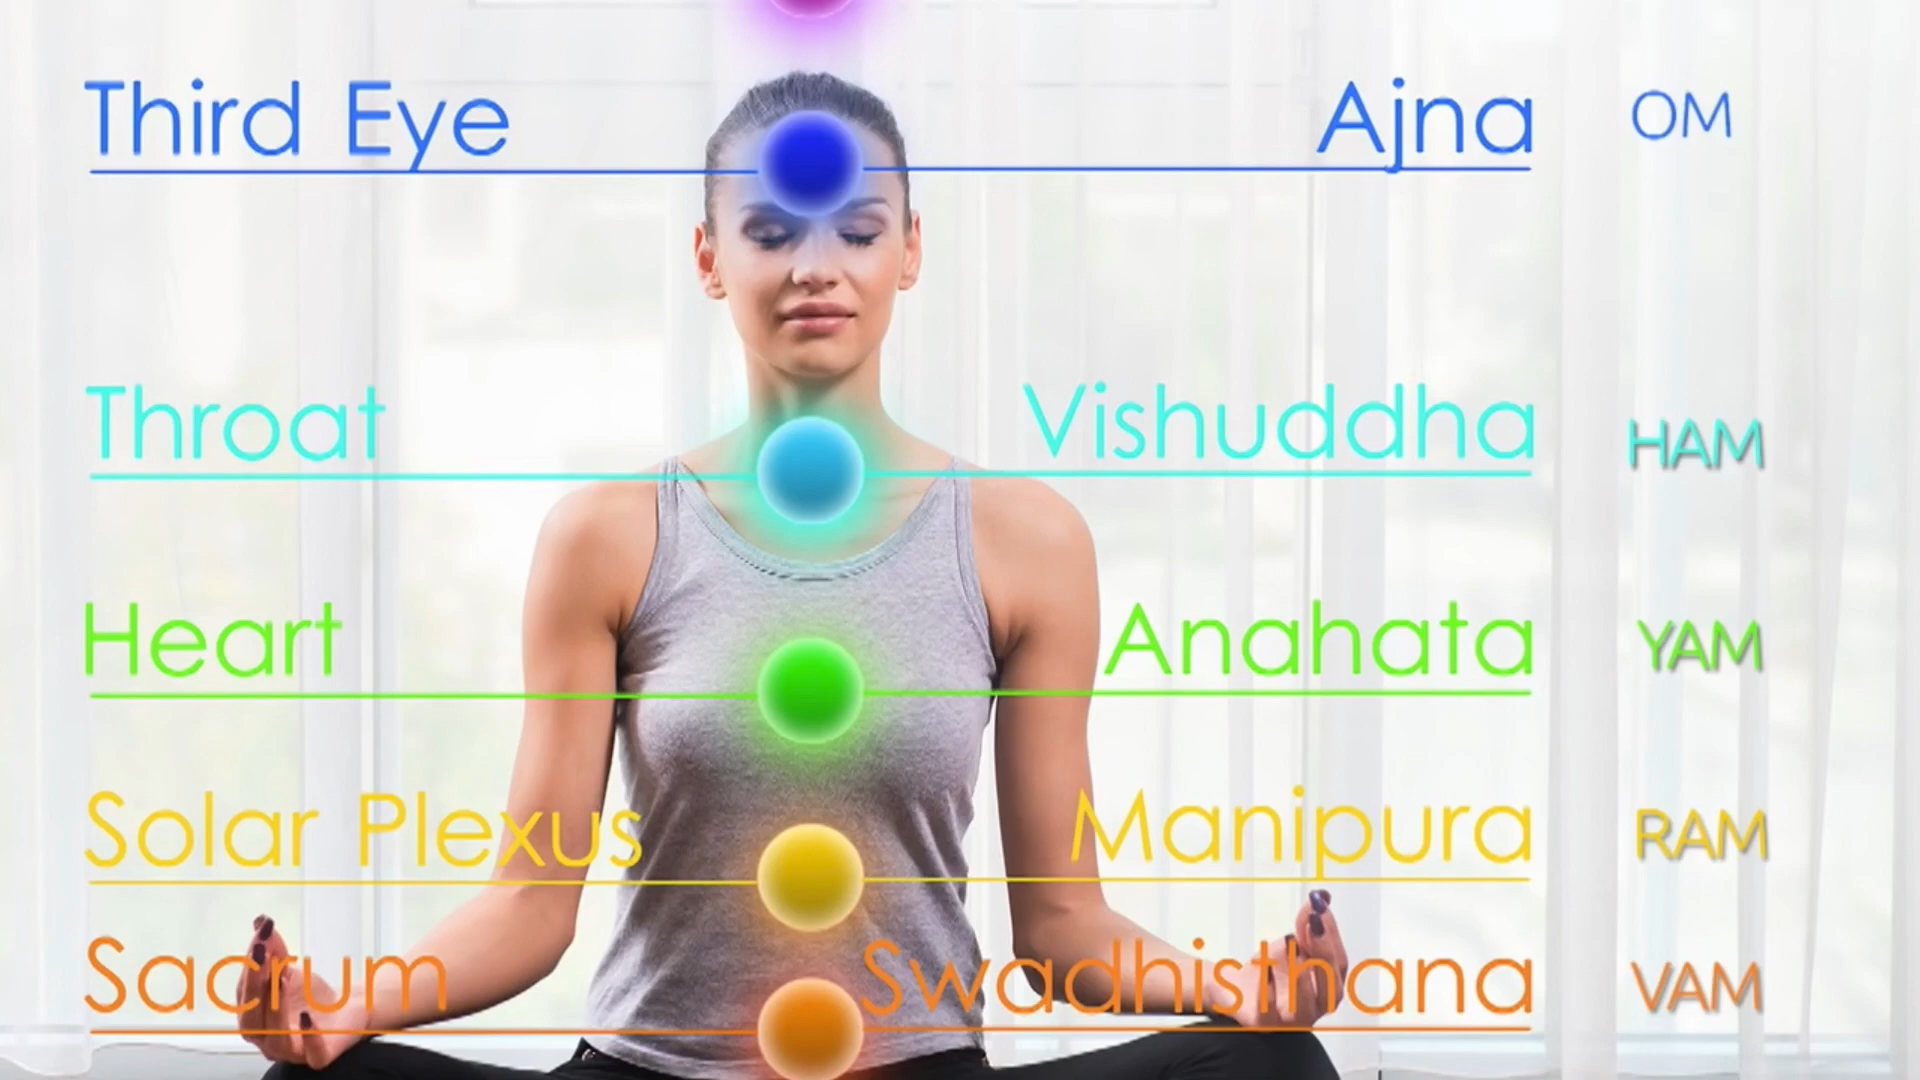 Third Eye Ajna OM
Throat Vishuddha HAM
Heart Anahata YAM
Solar Plexus Manipura RAM
Sacrum Swadhisthana VAM